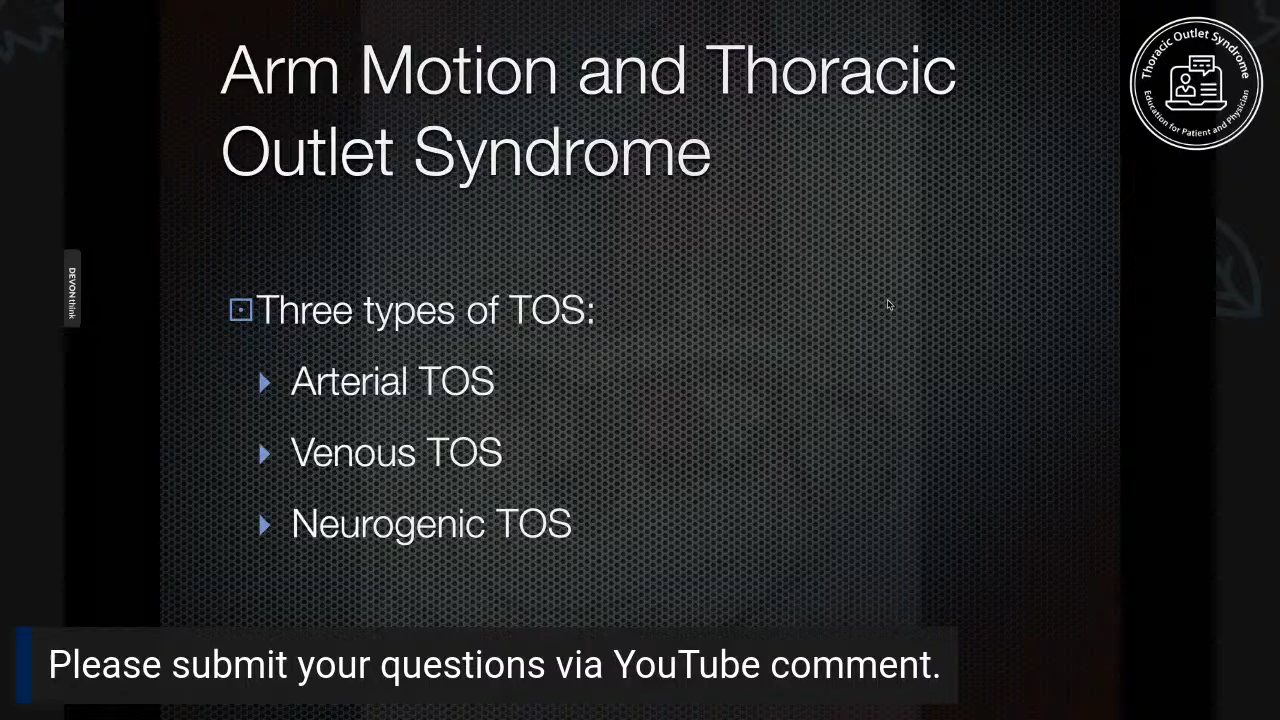 Arm Motion and Thoracic
Outlet Syndrome
Thoracic Outlet Syndrome
Education for Patient and Physician
DEVONthink
Three types of TOS:
Arterial TOS
Venous TOS
Neurogenic TOS
Please submit your questions via YouTube comment.